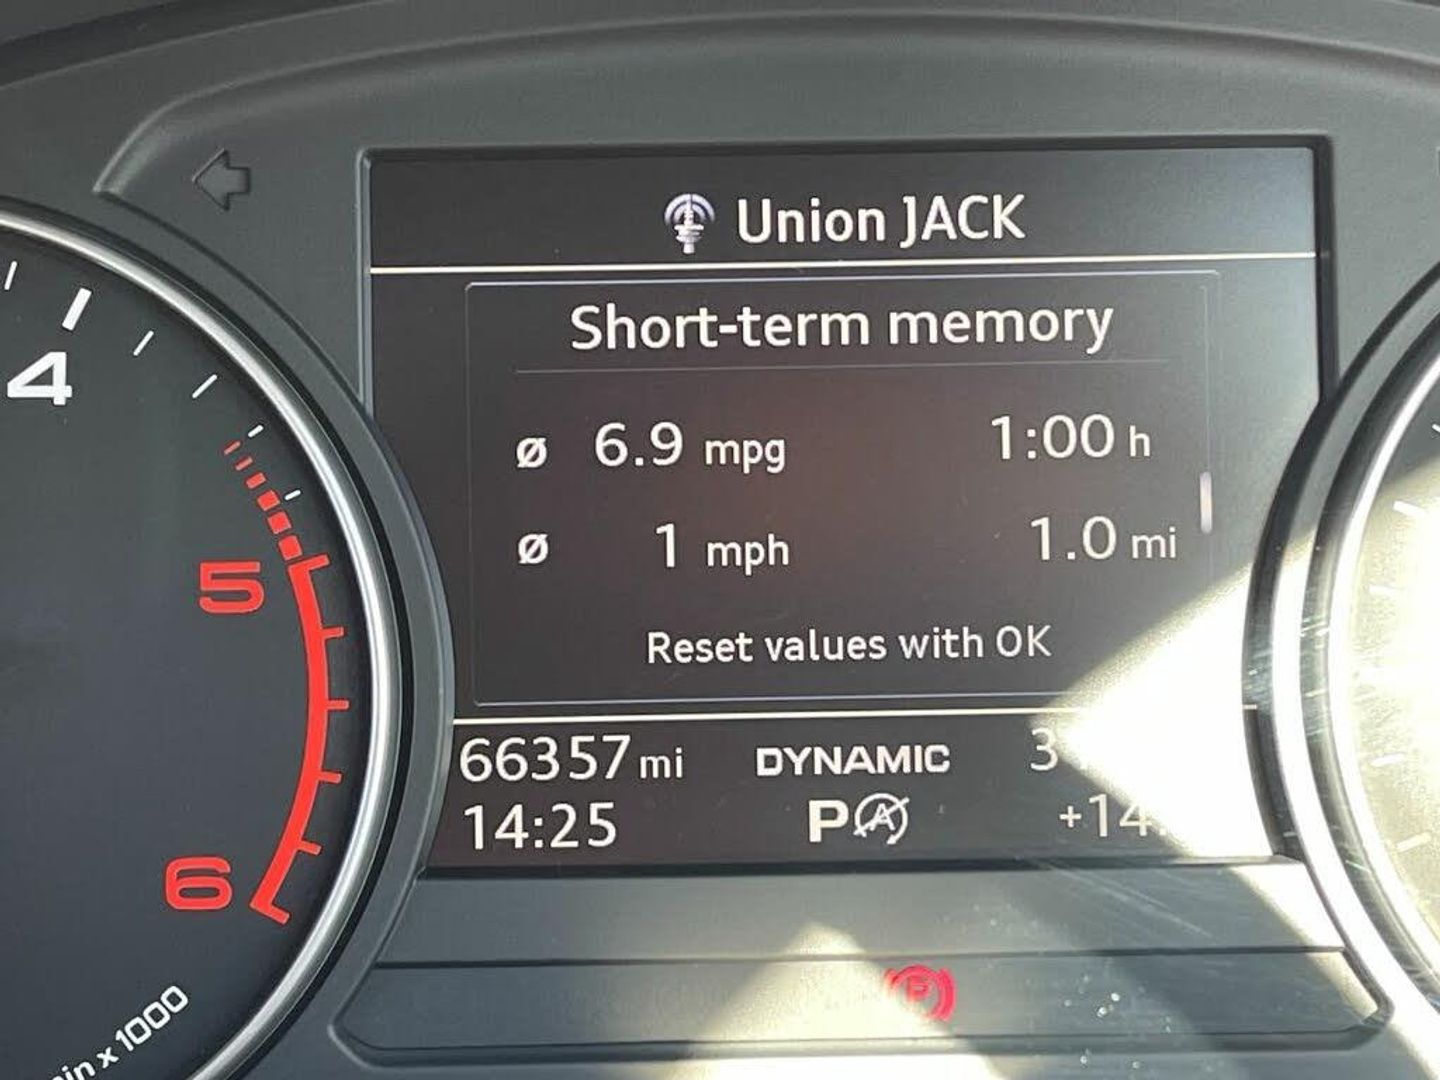 Union JACK
Short-term memory
ø 6.9 mpg 1:00 h
ø 1 mph 1.0 mi
Reset values with OK
66357 mi DYNAMIC
14:25 P A
4
5
6
x 1000
P